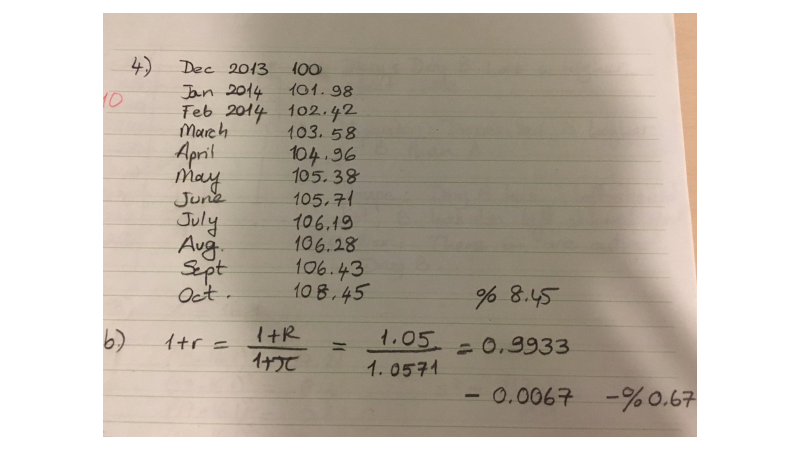 4.) Dec 2013 100
10
Jan 2014 101.98
Feb 2014 102.42
March 103.58
April 104.96
May 105.38
June 105.71
July 106.19
Aug. 106.28
Sept 106.43
Oct. 108.45 % 8.45
b.) 1+r = 1+R / 1+π = 1.05 / 1.0571 = 0.9933
- 0.0067 -%0.67